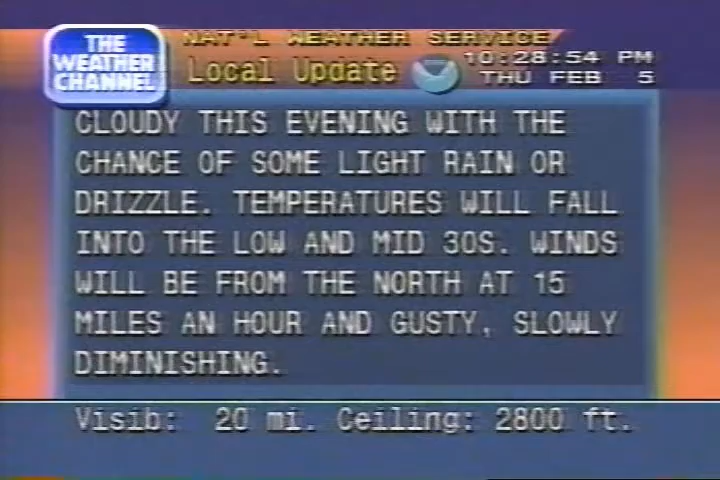 THE
WEATHER
CHANNEL
NAT'L WEATHER SERVICE
Local Update
10:28:54 PM
THU FEB 5
CLOUDY THIS EVENING WITH THE
CHANCE OF SOME LIGHT RAIN OR
DRIZZLE. TEMPERATURES WILL FALL
INTO THE LOW AND MID 30S. WINDS
WILL BE FROM THE NORTH AT 15
MILES AN HOUR AND GUSTY, SLOWLY
DIMINISHING.
Visib: 20 mi. Ceiling: 2800 ft.